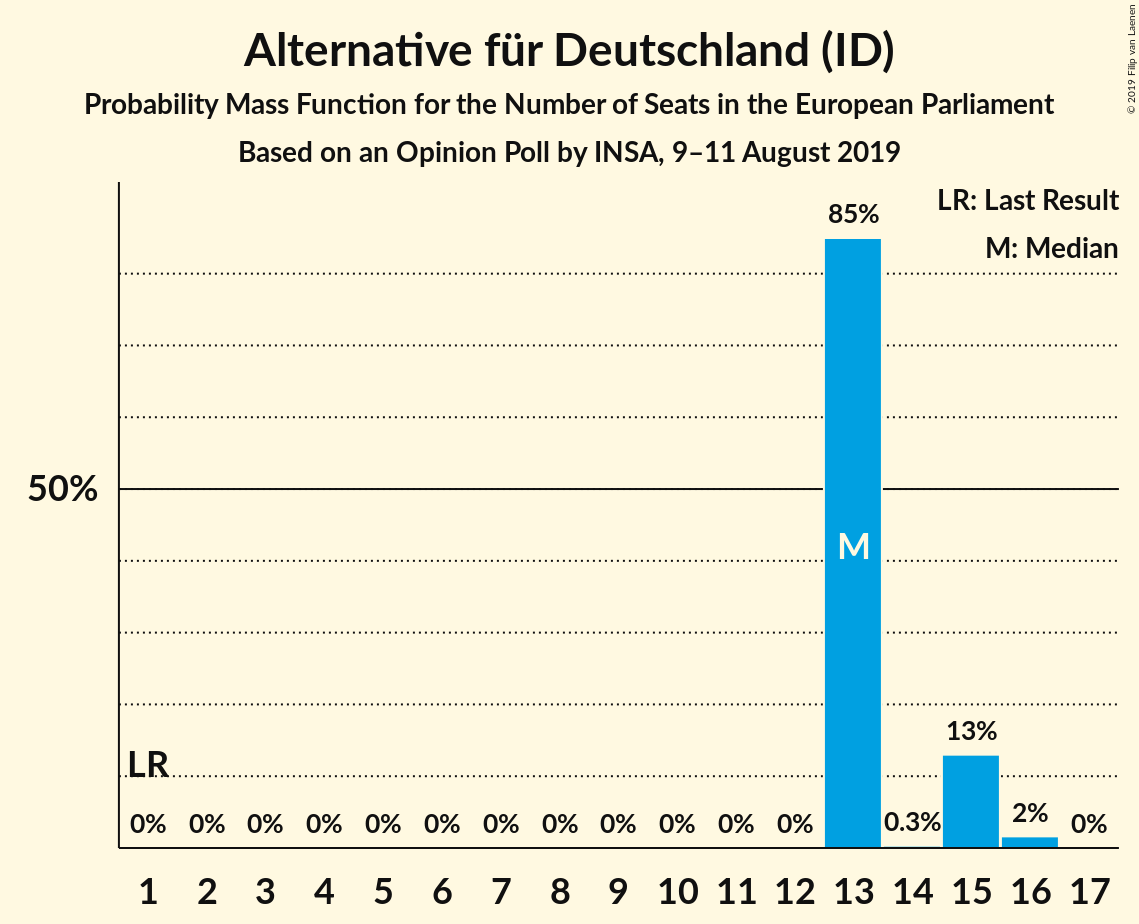 Alternative für Deutschland (ID)
Probability Mass Function for the Number of Seats in the European Parliament
Based on an Opinion Poll by INSA, 9–11 August 2019
© 2019 Filip van Laenen
LR: Last Result
M: Median
85%
50%
M
13%
LR
0% 0% 0% 0% 0% 0% 0% 0% 0% 0% 0% 0% 0.3% 2% 0%
1 2 3 4 5 6 7 8 9 10 11 12 13 14 15 16 17